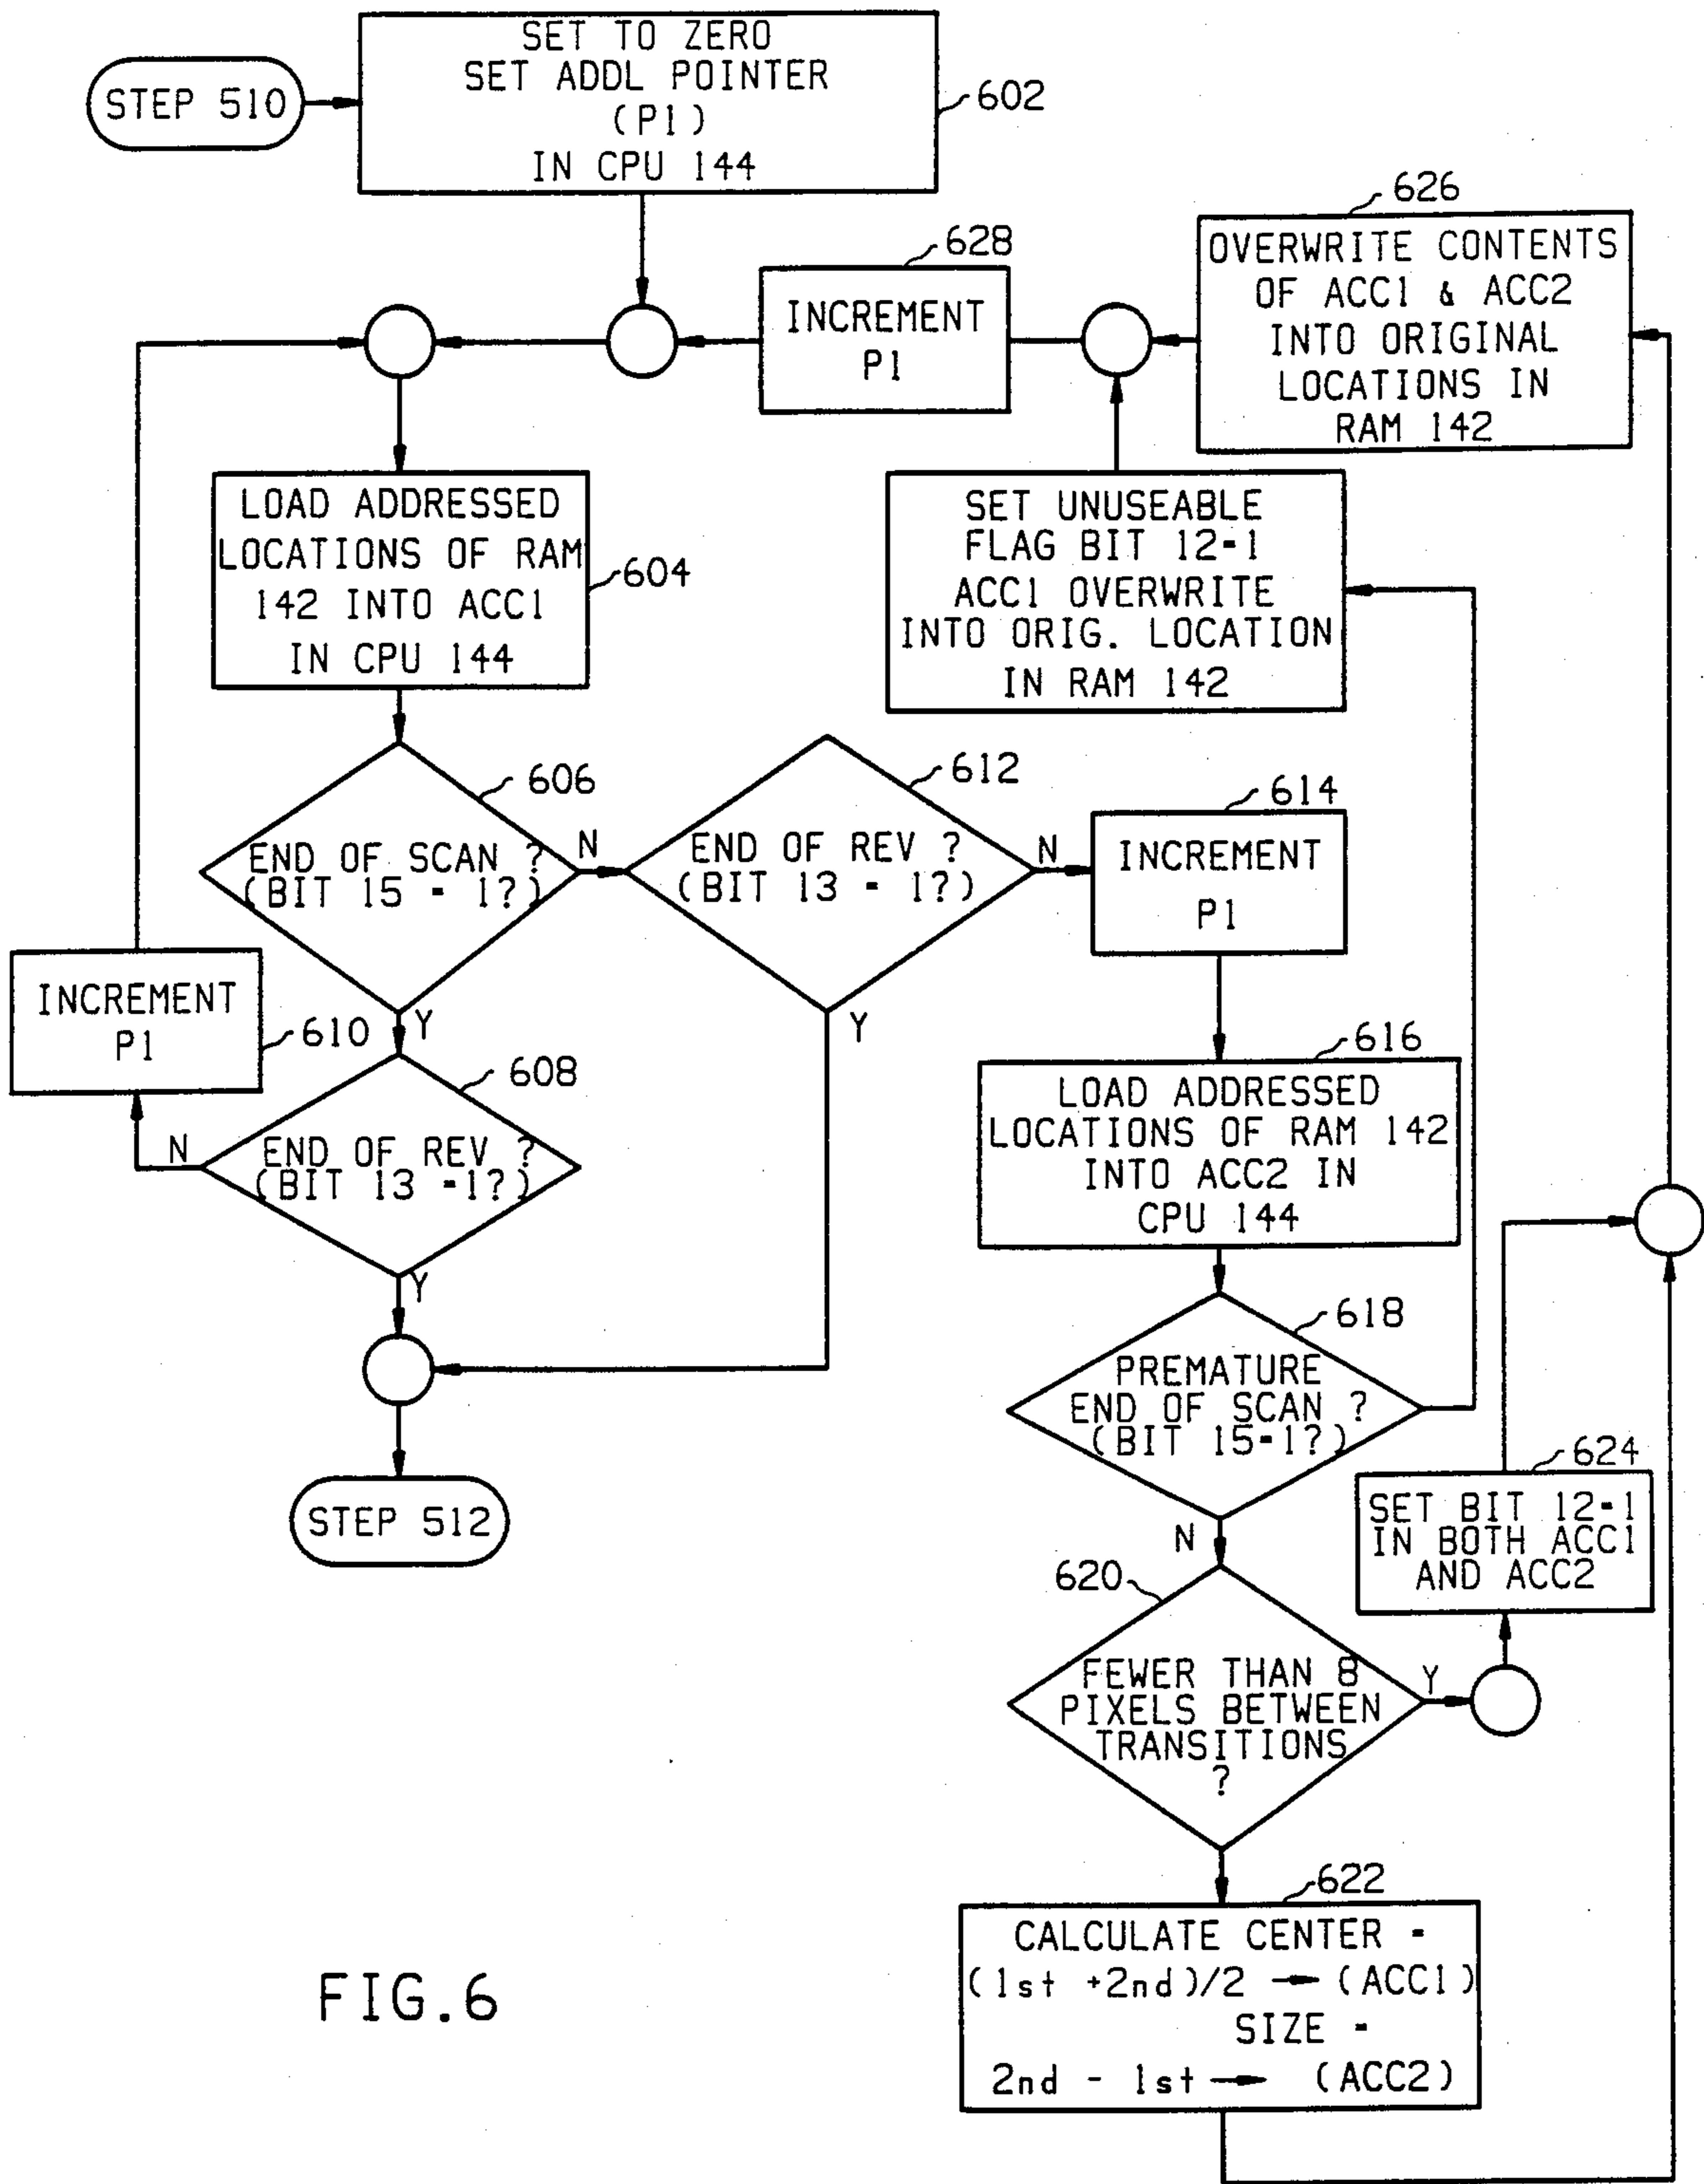 SET TO ZERO
SET ADDL POINTER
(P1)
IN CPU 144
602
STEP 510
626
OVERWRITE CONTENTS
OF ACC1 & ACC2
INTO ORIGINAL
LOCATIONS IN
RAM 142
628
INCREMENT
P1
LOAD ADDRESSED
LOCATIONS OF RAM
142 INTO ACC1
IN CPU 144
604
SET UNUSEABLE
FLAG BIT 12=1
ACC1 OVERWRITE
INTO ORIG. LOCATION
IN RAM 142
606
END OF SCAN ?
(BIT 15 = 1?)
N
Y
612
END OF REV ?
(BIT 13 = 1?)
N
Y
614
INCREMENT
P1
INCREMENT
P1
610
608
END OF REV ?
(BIT 13 =1?)
N
Y
616
LOAD ADDRESSED
LOCATIONS OF RAM 142
INTO ACC2 IN
CPU 144
618
PREMATURE
END OF SCAN ?
(BIT 15=1?)
N
STEP 512
624
SET BIT 12=1
IN BOTH ACC1
AND ACC2
620
FEWER THAN 8
PIXELS BETWEEN
TRANSITIONS
?
Y
622
CALCULATE CENTER =
(1st +2nd)/2 → (ACC1)
SIZE =
2nd - 1st → (ACC2)
FIG.6